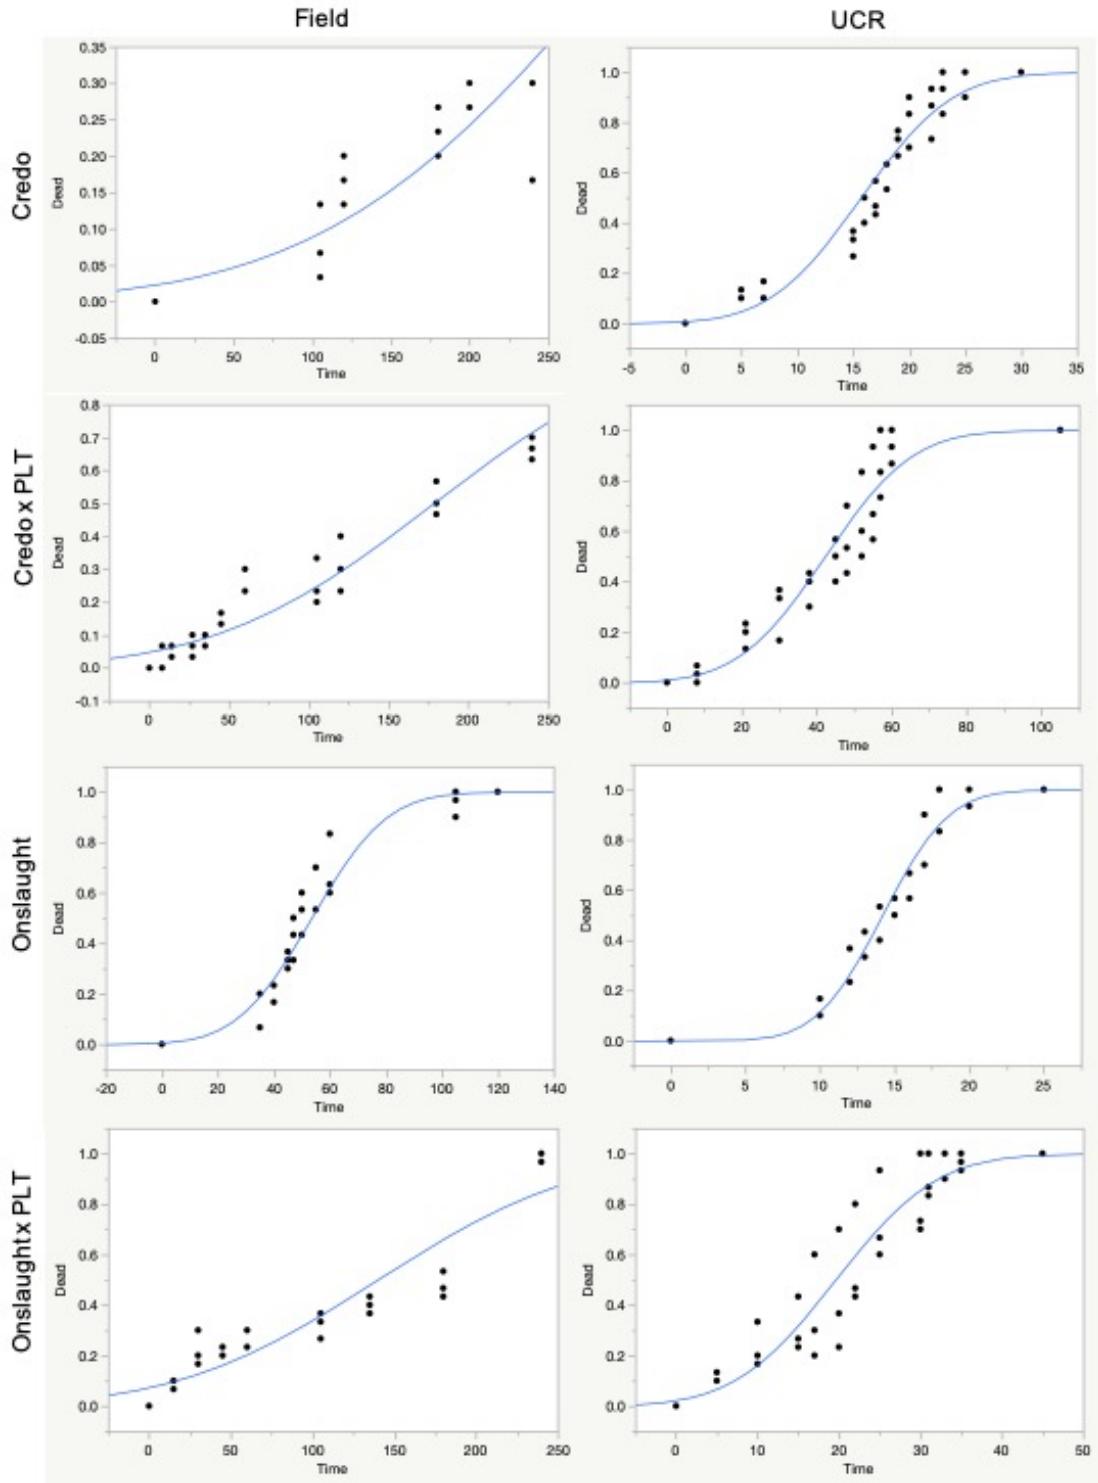 Field
UCR
Credo
Dead
0.35
0.30
0.25
0.20
0.15
0.10
0.05
0.00
-0.05
0 50 100 150 200 250
Time
Dead
1.0
0.8
0.6
0.4
0.2
0.0
-5 0 5 10 15 20 25 30 35
Time
Credo x PLT
Dead
0.8
0.7
0.6
0.5
0.4
0.3
0.2
0.1
0.0
-0.1
0 50 100 150 200 250
Time
Dead
1.0
0.8
0.6
0.4
0.2
0.0
0 20 40 60 80 100
Time
Onslaught
Dead
1.0
0.8
0.6
0.4
0.2
0.0
-20 0 20 40 60 80 100 120 140
Time
Dead
1.0
0.8
0.6
0.4
0.2
0.0
0 5 10 15 20 25
Time
Onslaught x PLT
Dead
1.0
0.8
0.6
0.4
0.2
0.0
0 50 100 150 200 250
Time
Dead
1.0
0.8
0.6
0.4
0.2
0.0
0 10 20 30 40 50
Time